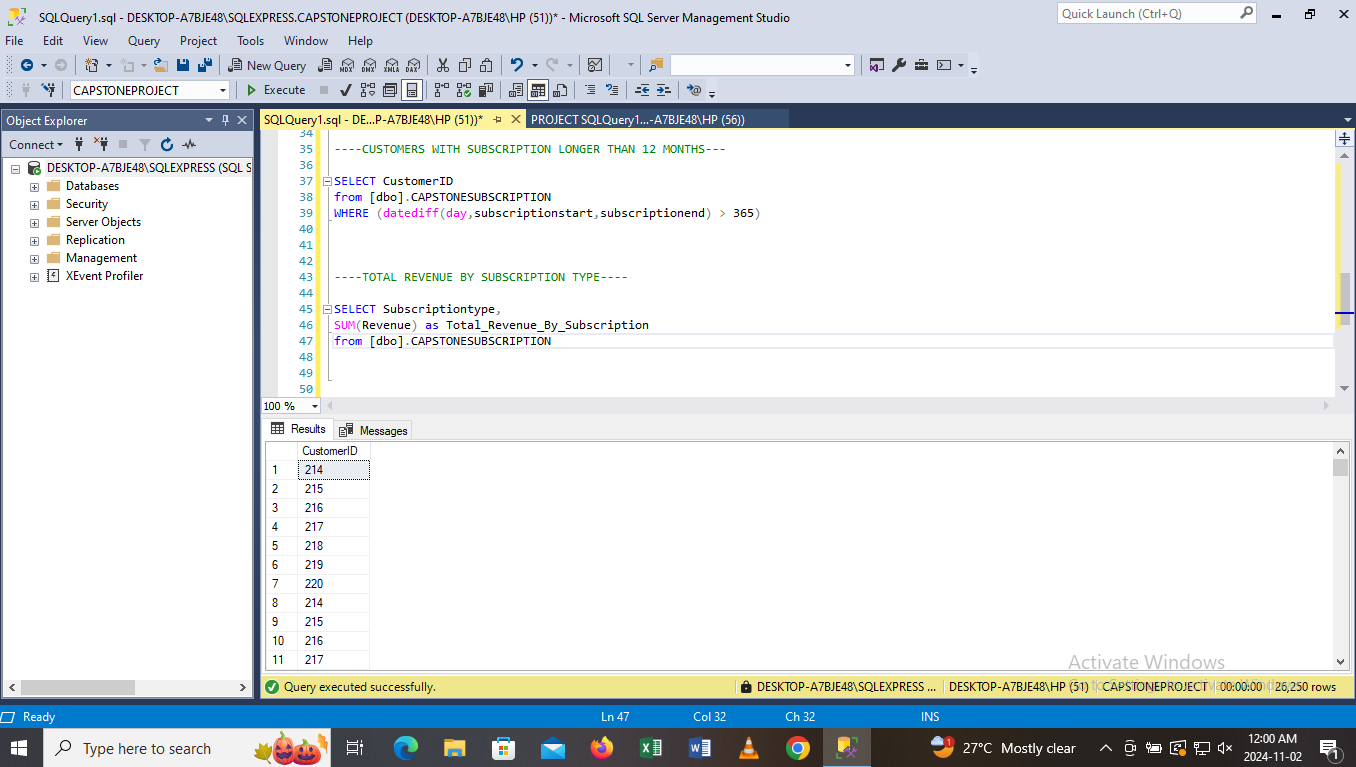 SQLQuery1.sql - DESKTOP-A7BJE48\SQLEXPRESS.CAPSTONEPROJECT (DESKTOP-A7BJE48\HP (51))* - Microsoft SQL Server Management Studio
Quick Launch (Ctrl+Q)
File Edit View Query Project Tools Window Help
New Query MDX DMX XMLA DAX
CAPSTONEPROJECT Execute
Object Explorer
SQLQuery1.sql - DE...P-A7BJE48\HP (51))* PROJECT SQLQuery1...-A7BJE48\HP (56))
Connect
DESKTOP-A7BJE48\SQLEXPRESS (SQL S
Databases
Security
Server Objects
Replication
Management
XEvent Profiler
34
35 ----CUSTOMERS WITH SUBSCRIPTION LONGER THAN 12 MONTHS---
36
37 SELECT CustomerID
38 from [dbo].CAPSTONESUBSCRIPTION
39 WHERE (datediff(day,subscriptionstart,subscriptionend) > 365)
40
41
42
43 ----TOTAL REVENUE BY SUBSCRIPTION TYPE----
44
45 SELECT Subscriptiontype,
46 SUM(Revenue) as Total_Revenue_By_Subscription
47 from [dbo].CAPSTONESUBSCRIPTION
48
49
50
100 %
Results Messages
CustomerID
1 214
2 215
3 216
4 217
5 218
6 219
7 220
8 214
9 215
10 216
11 217
Activate Windows
Query executed successfully. DESKTOP-A7BJE48\SQLEXPRESS ... DESKTOP-A7BJE48\HP (51) CAPSTONEPROJECT 00:00:00 26,250 rows
Ready Ln 47 Col 32 Ch 32 INS
Type here to search 1 27°C Mostly clear 12:00 AM
2024-11-02 1